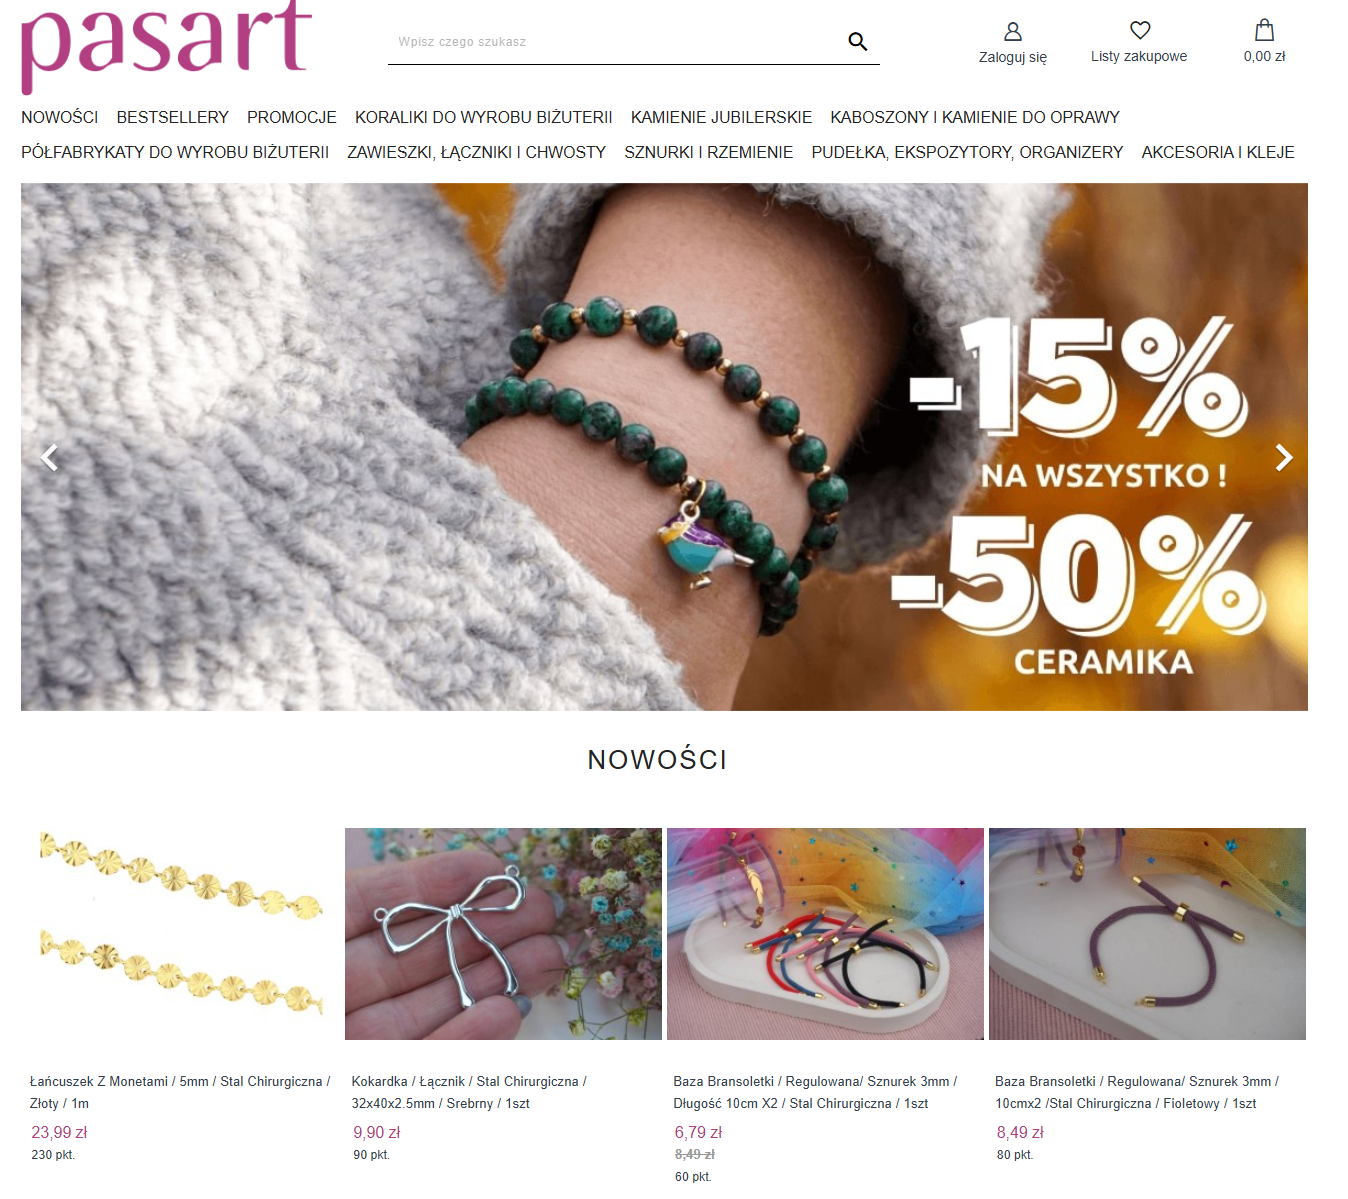 pasart
Wpisz czego szukasz
Zaloguj się
Listy zakupowe
0,00 zł
NOWOŚCI BESTSELLERY PROMOCJE KORALIKI DO WYROBU BIŻUTERII KAMIENIE JUBILERSKIE KABOSZONY I KAMIENIE DO OPRAWY
PÓŁFABRYKATY DO WYROBU BIŻUTERII ZAWIESZKI, ŁĄCZNIKI I CHWOSTY SZNURKI I RZEMIENIE PUDEŁKA, EKSPOZYTORY, ORGANIZERY AKCESORIA I KLEJE
-15%
NA WSZYSTKO !
-50%
CERAMIKA
NOWOŚCI
Łańcuszek Z Monetami / 5mm / Stal Chirurgiczna /
Złoty / 1m
23,99 zł
230 pkt.
Kokardka / Łącznik / Stal Chirurgiczna /
32x40x2.5mm / Srebrny / 1szt
9,90 zł
90 pkt.
Baza Bransoletki / Regulowana/ Sznurek 3mm /
Długość 10cm X2 / Stal Chirurgiczna / 1szt
6,79 zł
8,49 zł
60 pkt.
Baza Bransoletki / Regulowana/ Sznurek 3mm /
10cmx2 /Stal Chirurgiczna / Fioletowy / 1szt
8,49 zł
80 pkt.